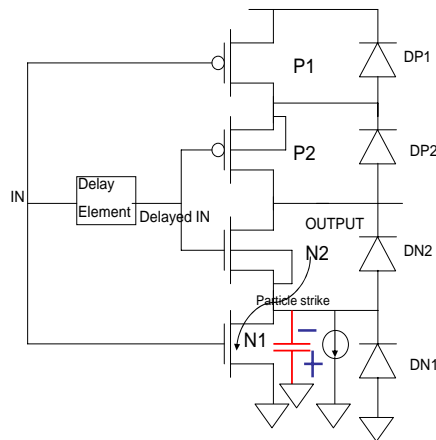 P1
DP1
P2
DP2
Delay
Element
IN
Delayed IN
OUTPUT
N2
DN2
Particle strike
N1
−
+
DN1